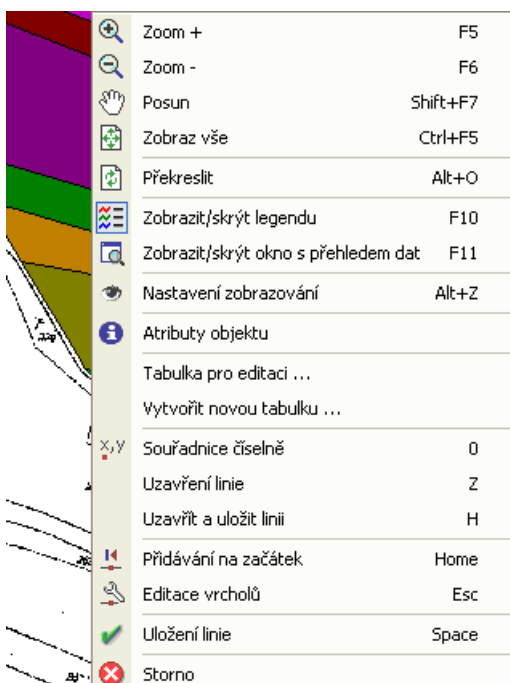 Zoom + F5
Zoom - F6
Posun Shift+F7
Zobraz vše Ctrl+F5
Překreslit Alt+O
Zobrazit/skrýt legendu F10
Zobrazit/skrýt okno s přehledem dat F11
Nastavení zobrazování Alt+Z
Atributy objektu
Tabulka pro editaci ...
Vytvořit novou tabulku ...
x,y Souřadnice číselně 0
Uzavření linie Z
Uzavřít a uložit linii H
Přidávání na začátek Home
Editace vrcholů Esc
Uložení linie Space
Storno